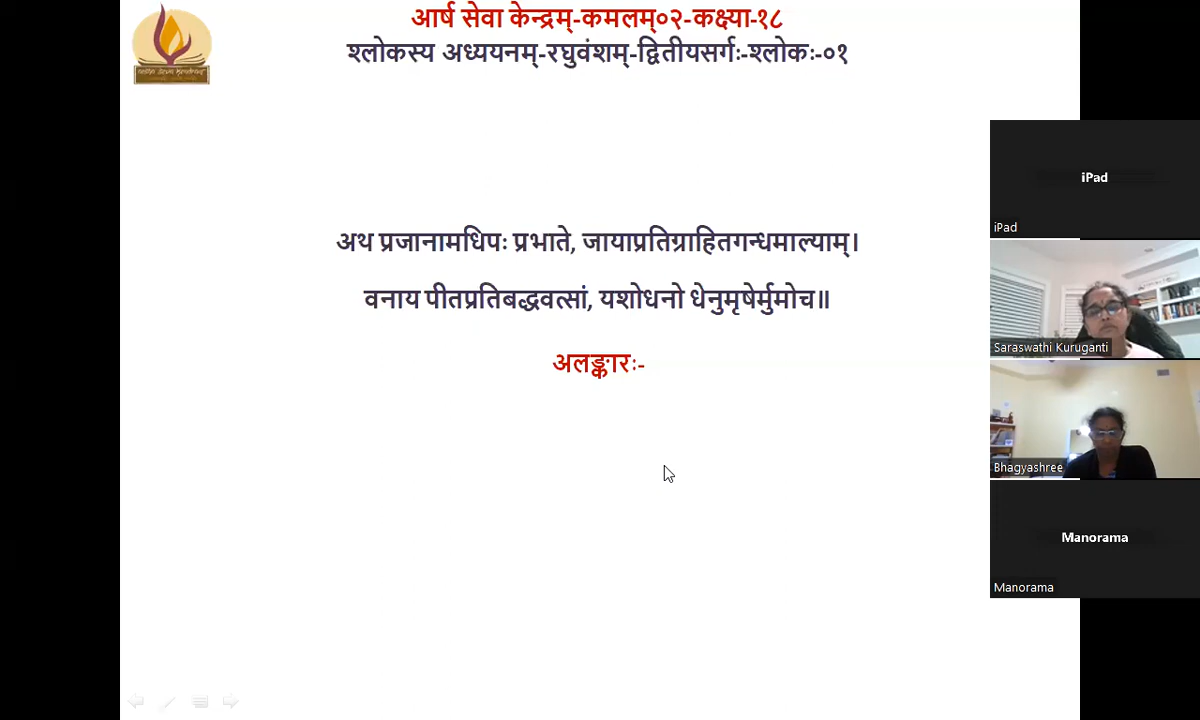 आर्ष सेवा केन्द्रम्-कमलम्०२-कक्ष्या-१८
श्लोकस्य अध्ययनम्-रघुवंशम्-द्वितीयसर्गः-श्लोकः-०१
अथ प्रजानामधिपः प्रभाते, जायाप्रतिग्राहितगन्धमाल्याम्।
वनाय पीतप्रतिबद्धवत्सां, यशोधनो धेनुमृषेर्मुमोच॥
अलङ्कारः-
iPad
iPad
Saraswathi Kuruganti
Bhagyashree
Manorama
Manorama